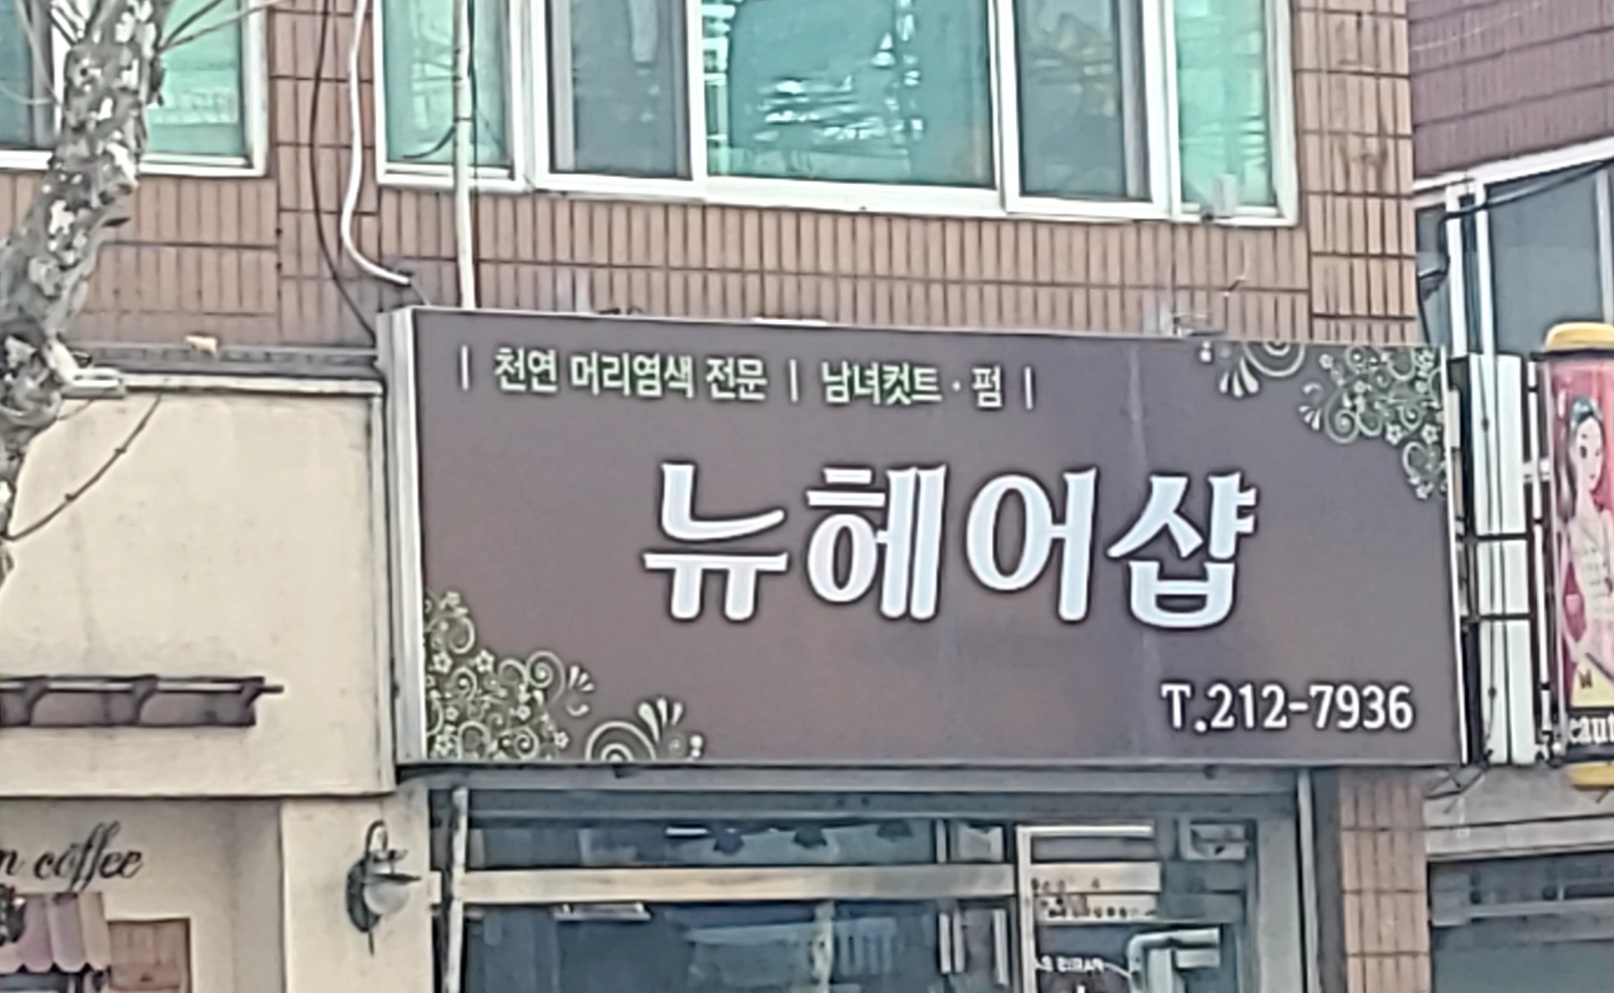 | 천연 머리염색 전문 | 남녀컷트 · 펌 |
뉴헤어샵
T.212-7936
coffee